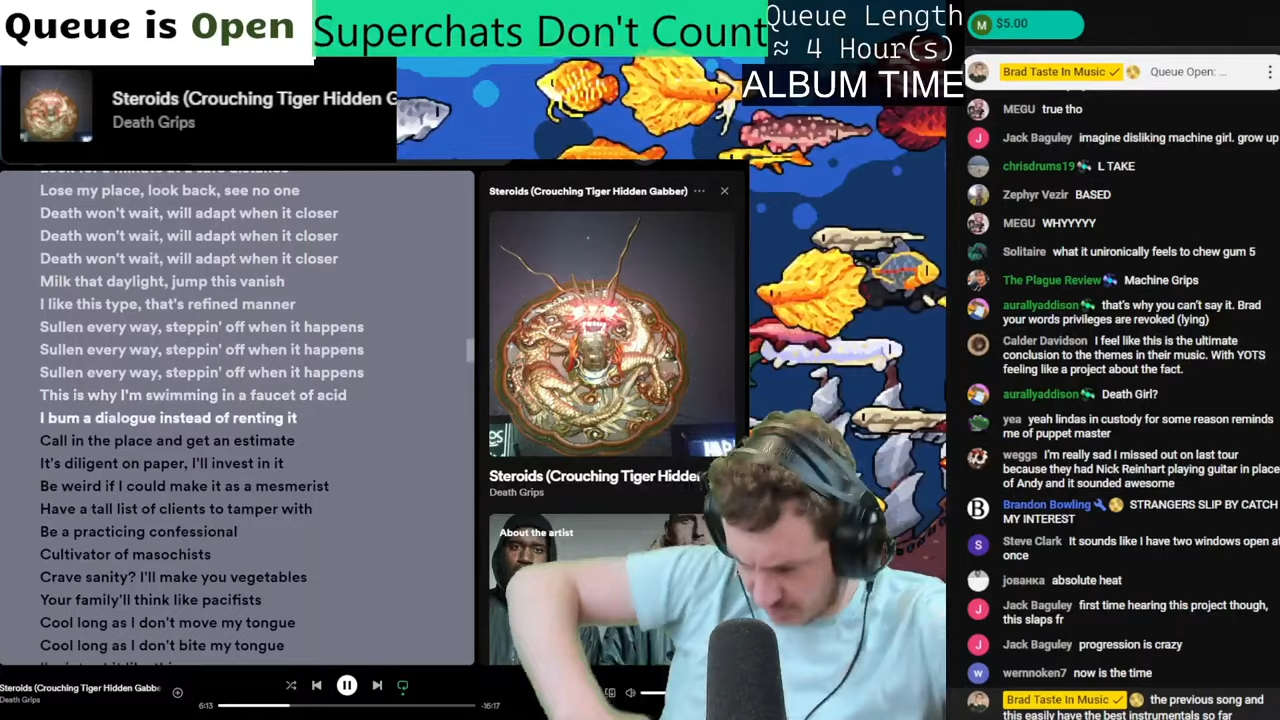 Queue is Open
Superchats Don't Count
Queue Length
≈ 4 Hour(s)
ALBUM TIME
Steroids (Crouching Tiger Hidden G
Death Grips
Lose my place, look back, see no one
Death won't wait, will adapt when it closer
Death won't wait, will adapt when it closer
Death won't wait, will adapt when it closer
Milk that daylight, jump this vanish
I like this type, that's refined manner
Sullen every way, steppin' off when it happens
Sullen every way, steppin' off when it happens
Sullen every way, steppin' off when it happens
This is why I'm swimming in a faucet of acid
I bum a dialogue instead of renting it
Call in the place and get an estimate
It's diligent on paper, I'll invest in it
Be weird if I could make it as a mesmerist
Have a tall list of clients to tamper with
Be a practicing confessional
Cultivator of masochists
Crave sanity? I'll make you vegetables
Your family'll think like pacifists
Cool long as I don't move my tongue
Cool long as I don't bite my tongue
Steroids (Crouching Tiger Hidden Gabber)
Steroids (Crouching Tiger Hidde
Death Grips
About the artist
Steroids (Crouching Tiger Hidden Gabbe
Death Grips
6:13
-16:17
M $5.00
Brad Taste In Music Queue Open: ...
MEGU true tho
J Jack Baguley imagine disliking machine girl. grow up
chrisdrums19 L TAKE
Zephyr Vezir BASED
MEGU WHYYYYY
Solitaire what it unironically feels to chew gum 5
The Plague Review Machine Grips
aurallyaddison that's why you can't say it. Brad
your words privileges are revoked (lying)
Calder Davidson I feel like this is the ultimate
conclusion to the themes in their music. With YOTS
feeling like a project about the fact.
aurallyaddison Death Girl?
yea yeah lindas in custody for some reason reminds
me of puppet master
weggs I'm really sad I missed out on last tour
because they had Nick Reinhart playing guitar in place
of Andy and it sounded awesome
B Brandon Bowling STRANGERS SLIP BY CATCH
MY INTEREST
S Steve Clark It sounds like I have two windows open at
once
јованка absolute heat
J Jack Baguley first time hearing this project though,
this slaps fr
J Jack Baguley progression is crazy
w wernnoken7 now is the time
Brad Taste In Music the previous song and
this easily have the best instrumentals so far